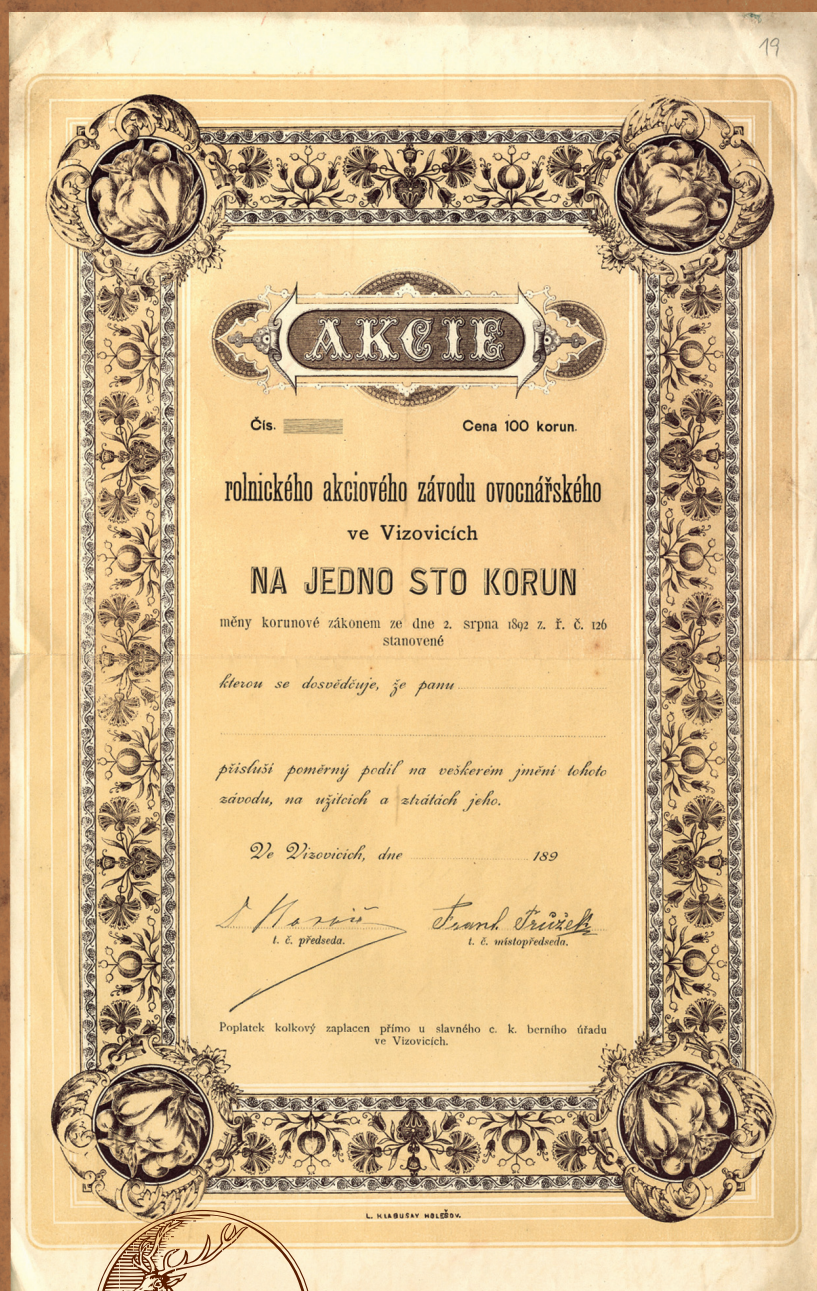 19
AKCIE
Čís.
Cena 100 korun.
rolnického akciového závodu ovocnářského
ve Vizovicích
NA JEDNO STO KORUN
měny korunové zákonem ze dne 2. srpna 1892 z. ř. č. 126
stanovené
kterou se dosvědčuje, že panu
přísluší poměrný podíl na veškerém jmění tohoto
závodu, na užitcích a ztrátách jeho.
Ve Vizovicích, dne 189
Frant.
t. č. předseda.
t. č. místopředseda.
Poplatek kolkový zaplacen přímo u slavného c. k. berního úřadu
ve Vizovicích.
L. KLABUSAY HOLEŠOV.